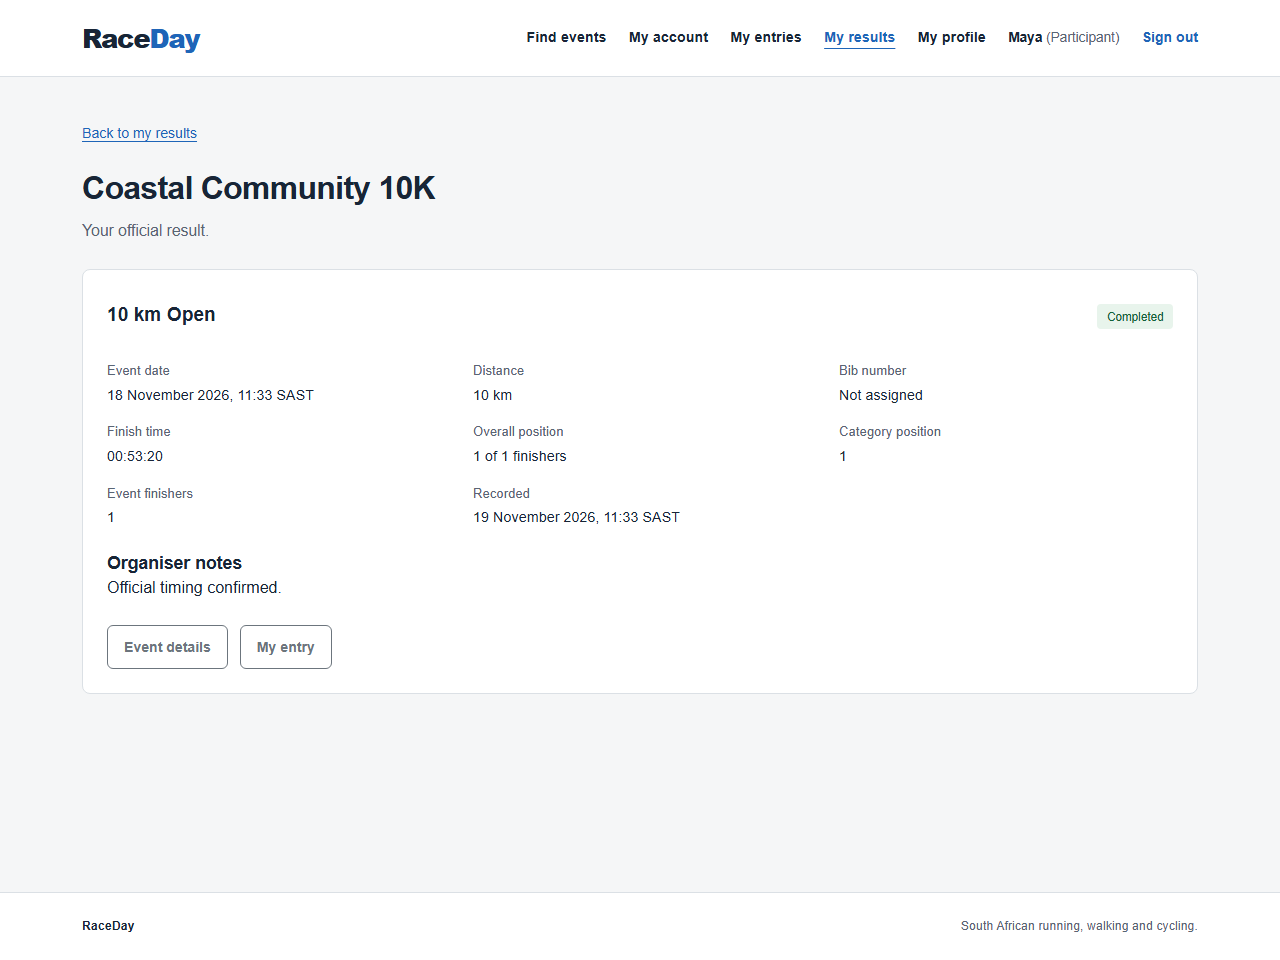 RaceDay
Find events My account My entries My results My profile Maya (Participant) Sign out
Back to my results
Coastal Community 10K
Your official result.
10 km Open
Completed
Event date Distance Bib number
18 November 2026, 11:33 SAST 10 km Not assigned
Finish time Overall position Category position
00:53:20 1 of 1 finishers 1
Event finishers Recorded
1 19 November 2026, 11:33 SAST
Organiser notes
Official timing confirmed.
Event details My entry
RaceDay South African running, walking and cycling.